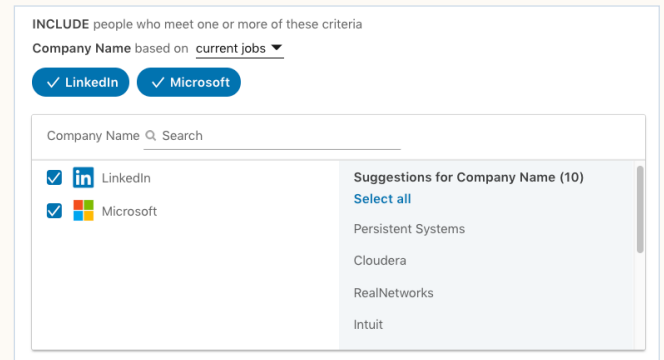 INCLUDE people who meet one or more of these criteria
Company Name based on current jobs
LinkedIn Microsoft
Company Name Search
in LinkedIn
Microsoft
Suggestions for Company Name (10)
Select all
Persistent Systems
Cloudera
RealNetworks
Intuit